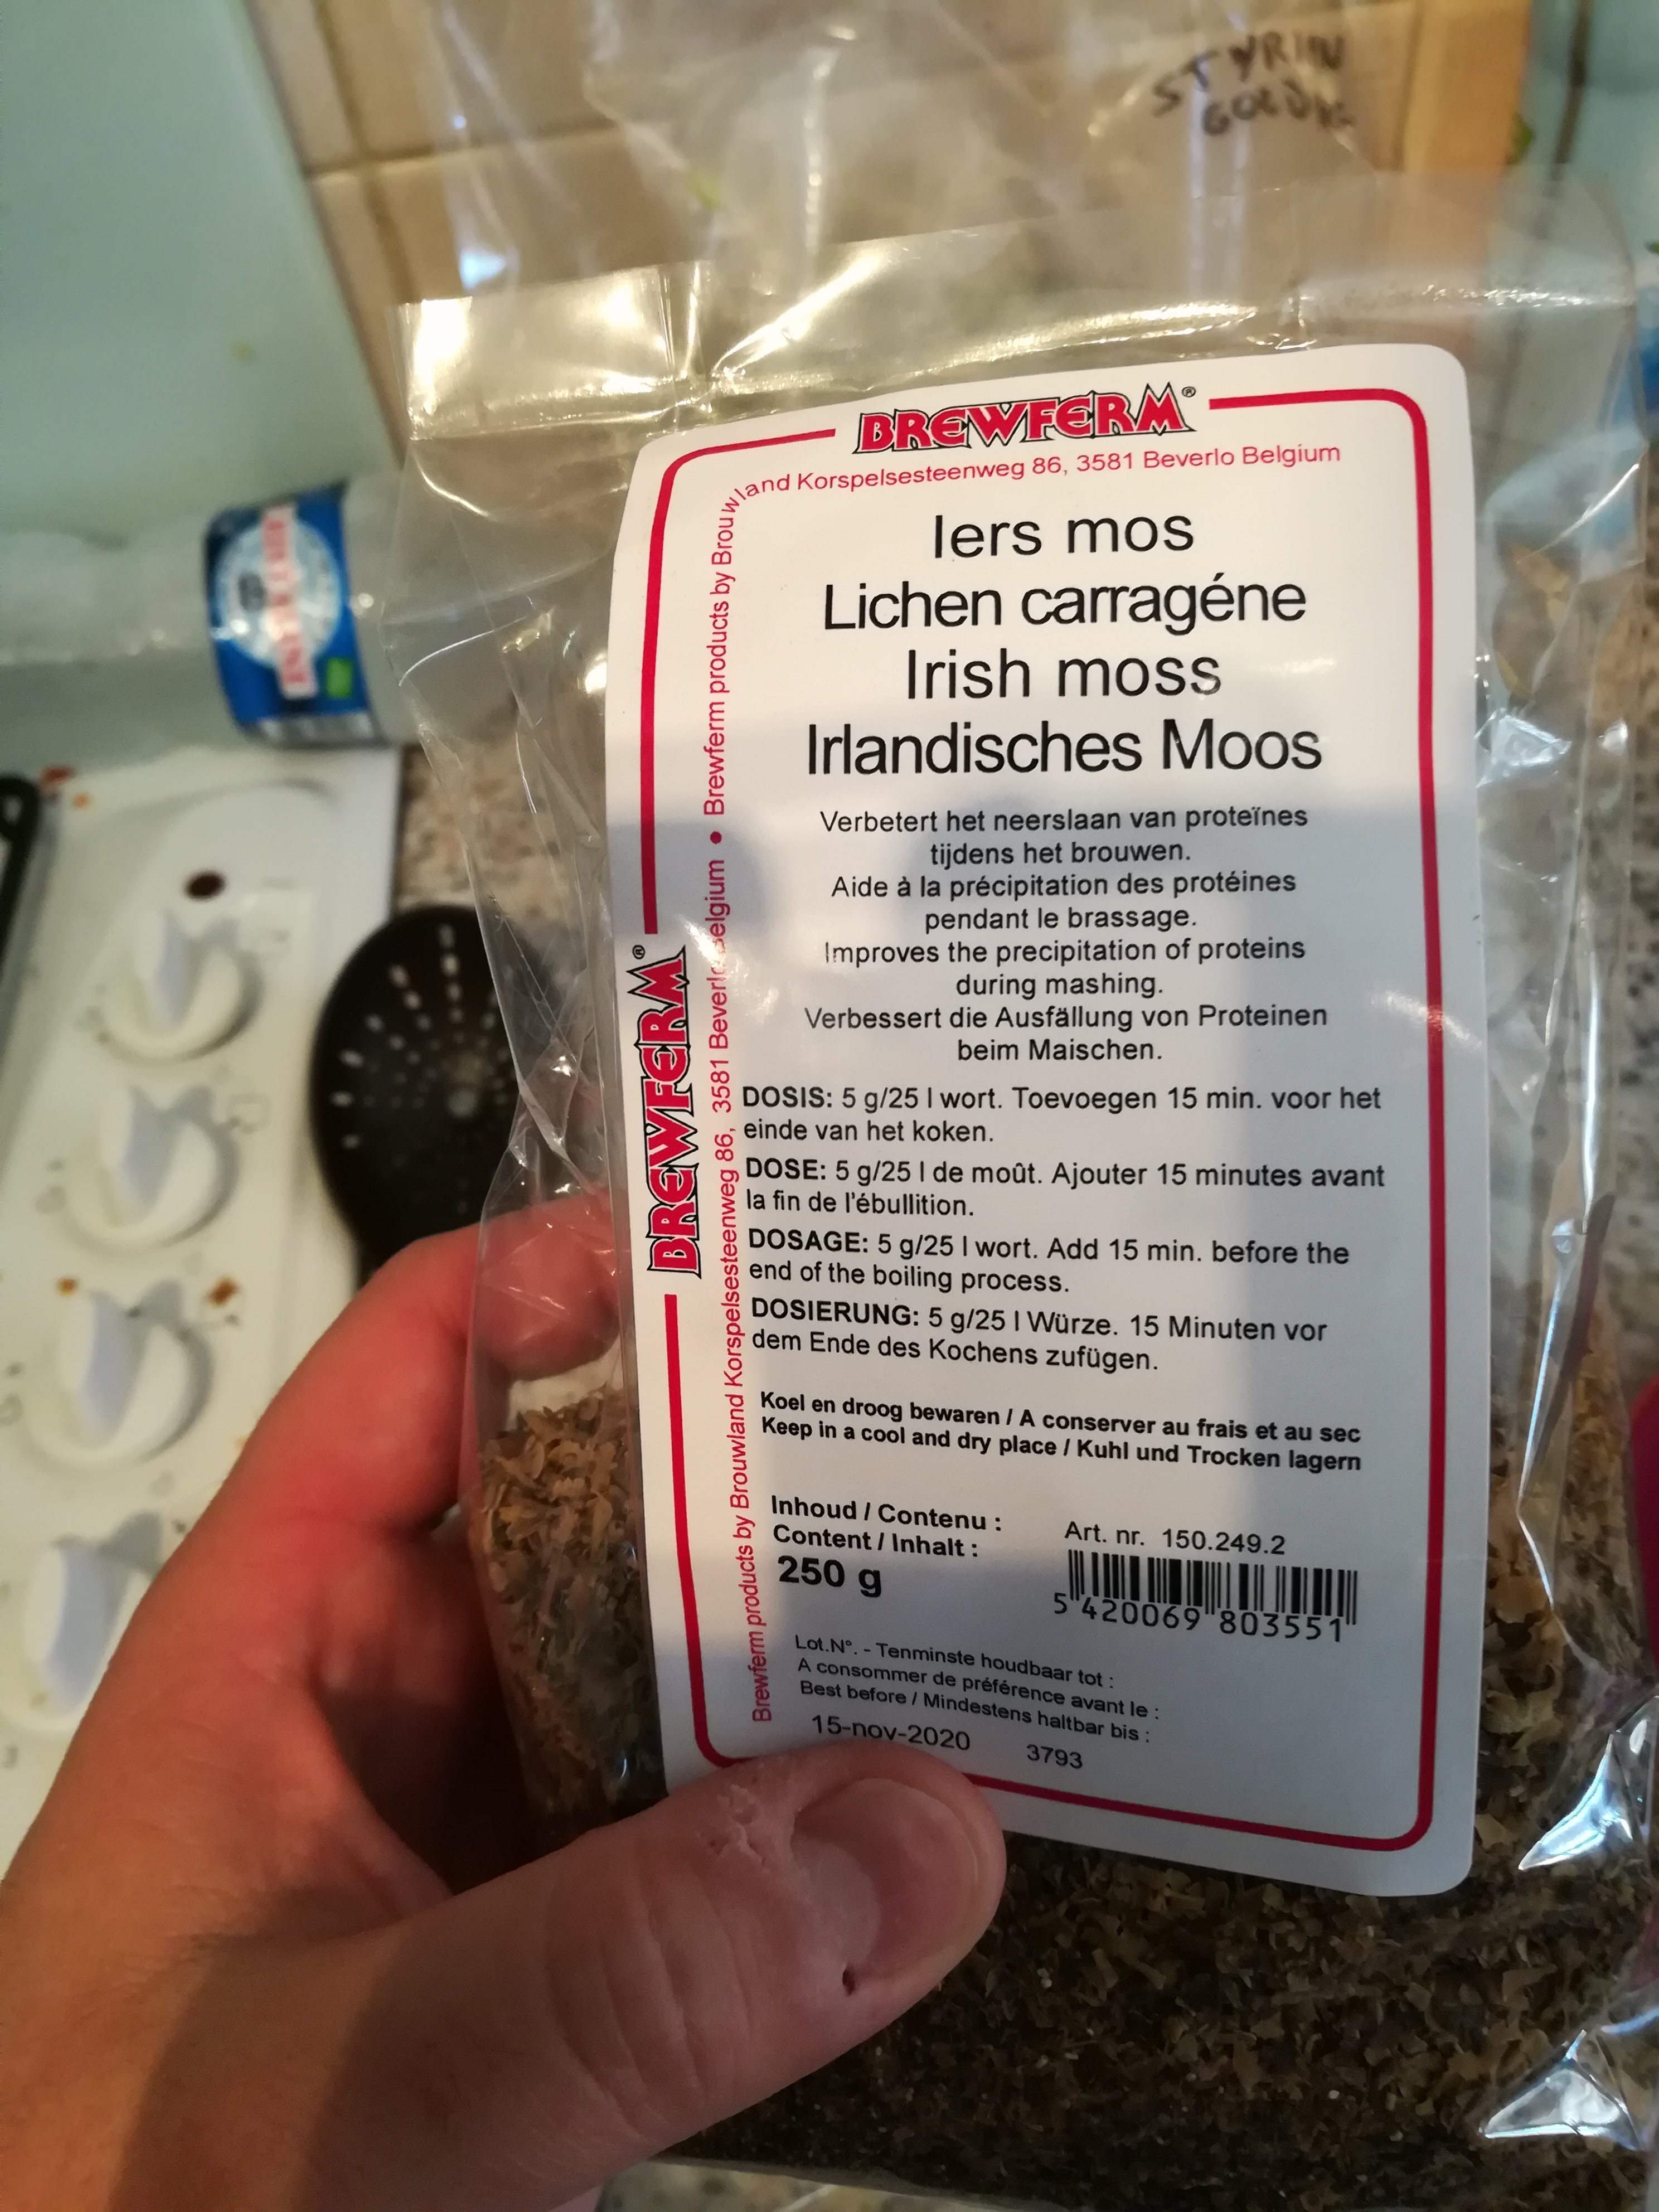 BREWFERM®
Brewferm products by Brouwland Korspelsesteenweg 86, 3581 Beverlo Belgium • Brewferm products by Brouwland Korspelsesteenweg 86, 3581 Beverlo Belgium
BREWFERM®
Iers mos
Lichen carragéne
Irish moss
Irlandisches Moos
Verbetert het neerslaan van proteïnes
tijdens het brouwen.
Aide à la précipitation des protéines
pendant le brassage.
Improves the precipitation of proteins
during mashing.
Verbessert die Ausfällung von Proteinen
beim Maischen.
DOSIS: 5 g/25 l wort. Toevoegen 15 min. voor het
einde van het koken.
DOSE: 5 g/25 l de moût. Ajouter 15 minutes avant
la fin de l'ébullition.
DOSAGE: 5 g/25 l wort. Add 15 min. before the
end of the boiling process.
DOSIERUNG: 5 g/25 l Würze. 15 Minuten vor
dem Ende des Kochens zufügen.
Koel en droog bewaren / A conserver au frais et au sec
Keep in a cool and dry place / Kuhl und Trocken lagern
Inhoud / Contenu :
Content / Inhalt :
250 g
Art. nr. 150.249.2
5 420069 803551
Lot.N°. - Tenminste houdbaar tot :
A consommer de préférence avant le :
Best before / Mindestens haltbar bis :
15-nov-2020 3793